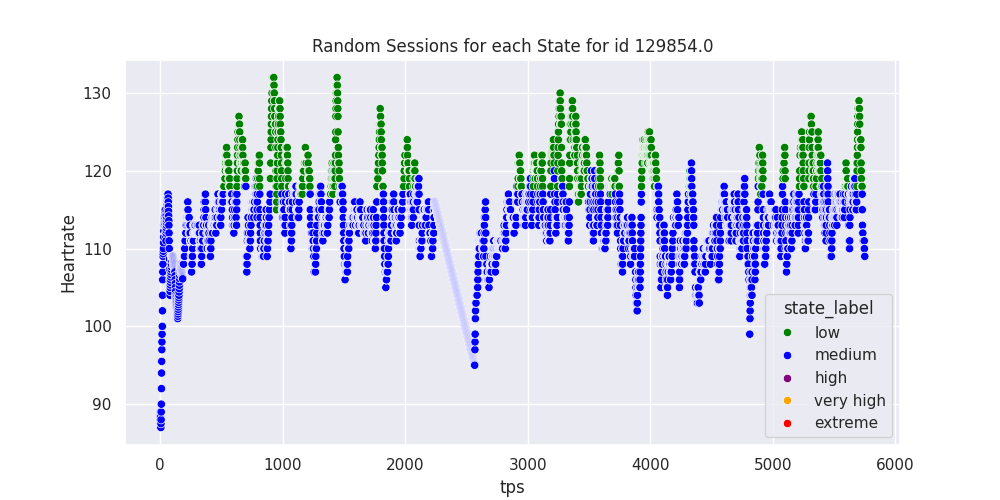 Random Sessions for each State for id 129854.0
Heartrate
130
120
110
100
90
state_label
low
medium
high
very high
extreme
0 1000 2000 3000 4000 5000 6000
tps